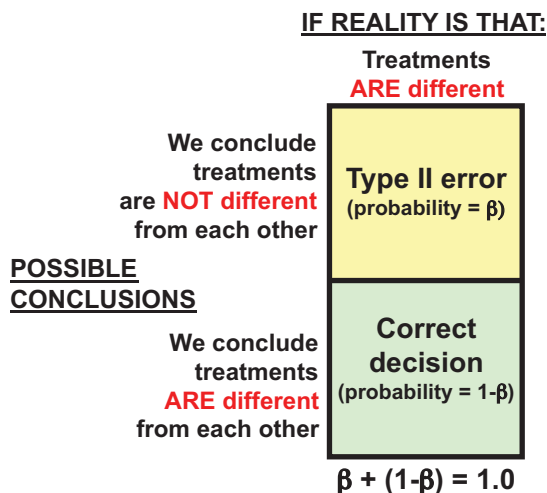 IF REALITY IS THAT:
Treatments
ARE different
We conclude
treatments
are NOT different
from each other
Type II error
(probability = β)
POSSIBLE
CONCLUSIONS
We conclude
treatments
ARE different
from each other
Correct
decision
(probability = 1-β)
β + (1-β) = 1.0